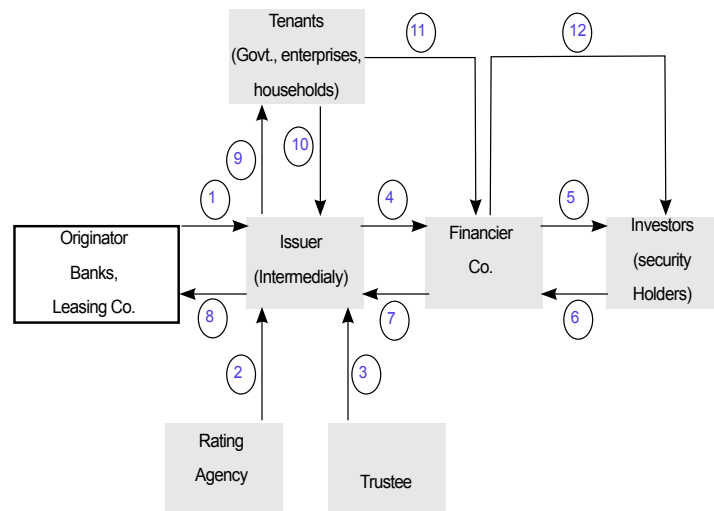 Tenants
(Govt., enterprises,
households)
11
12
9
10
1
4
5
Originator
Banks,
Leasing Co.
Issuer
(Intermedialy)
Financier
Co.
Investors
(security
Holders)
8
7
6
2
3
Rating
Agency
Trustee